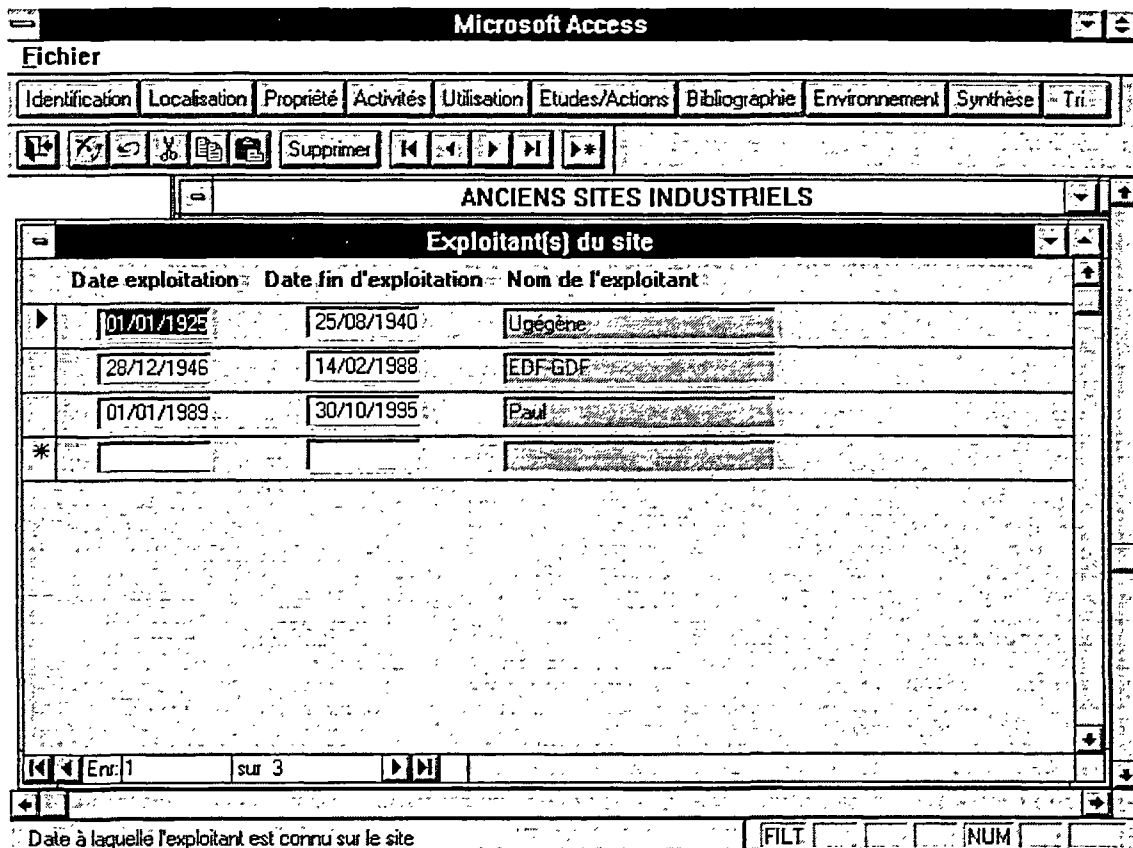 Microsoft Access
Fichier
Identification Localisation Propriété Activités Utilisation Etudes/Actions Bibliographie Environnement Synthèse Tri
Supprimer
ANCIENS SITES INDUSTRIELS
Exploitant(s) du site
Date exploitation Date fin d'exploitation Nom de l'exploitant
01/01/1925 25/08/1940 Ugégène
28/12/1946 14/02/1988 EDF-GDF
01/01/1989 30/10/1995 Paul
Enr: 1 sur 3
Date à laquelle l'exploitant est connu sur le site FILT NUM